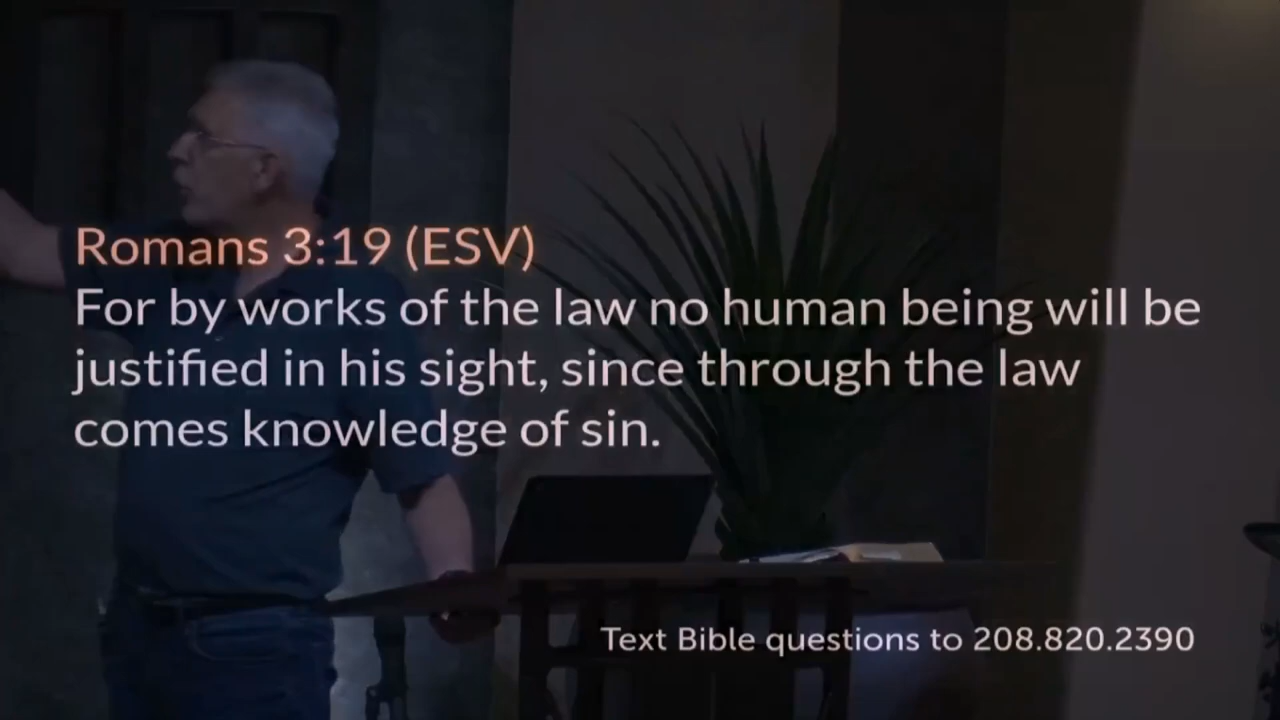 Romans 3:19 (ESV)
For by works of the law no human being will be
justified in his sight, since through the law
comes knowledge of sin.
Text Bible questions to 208.820.2390